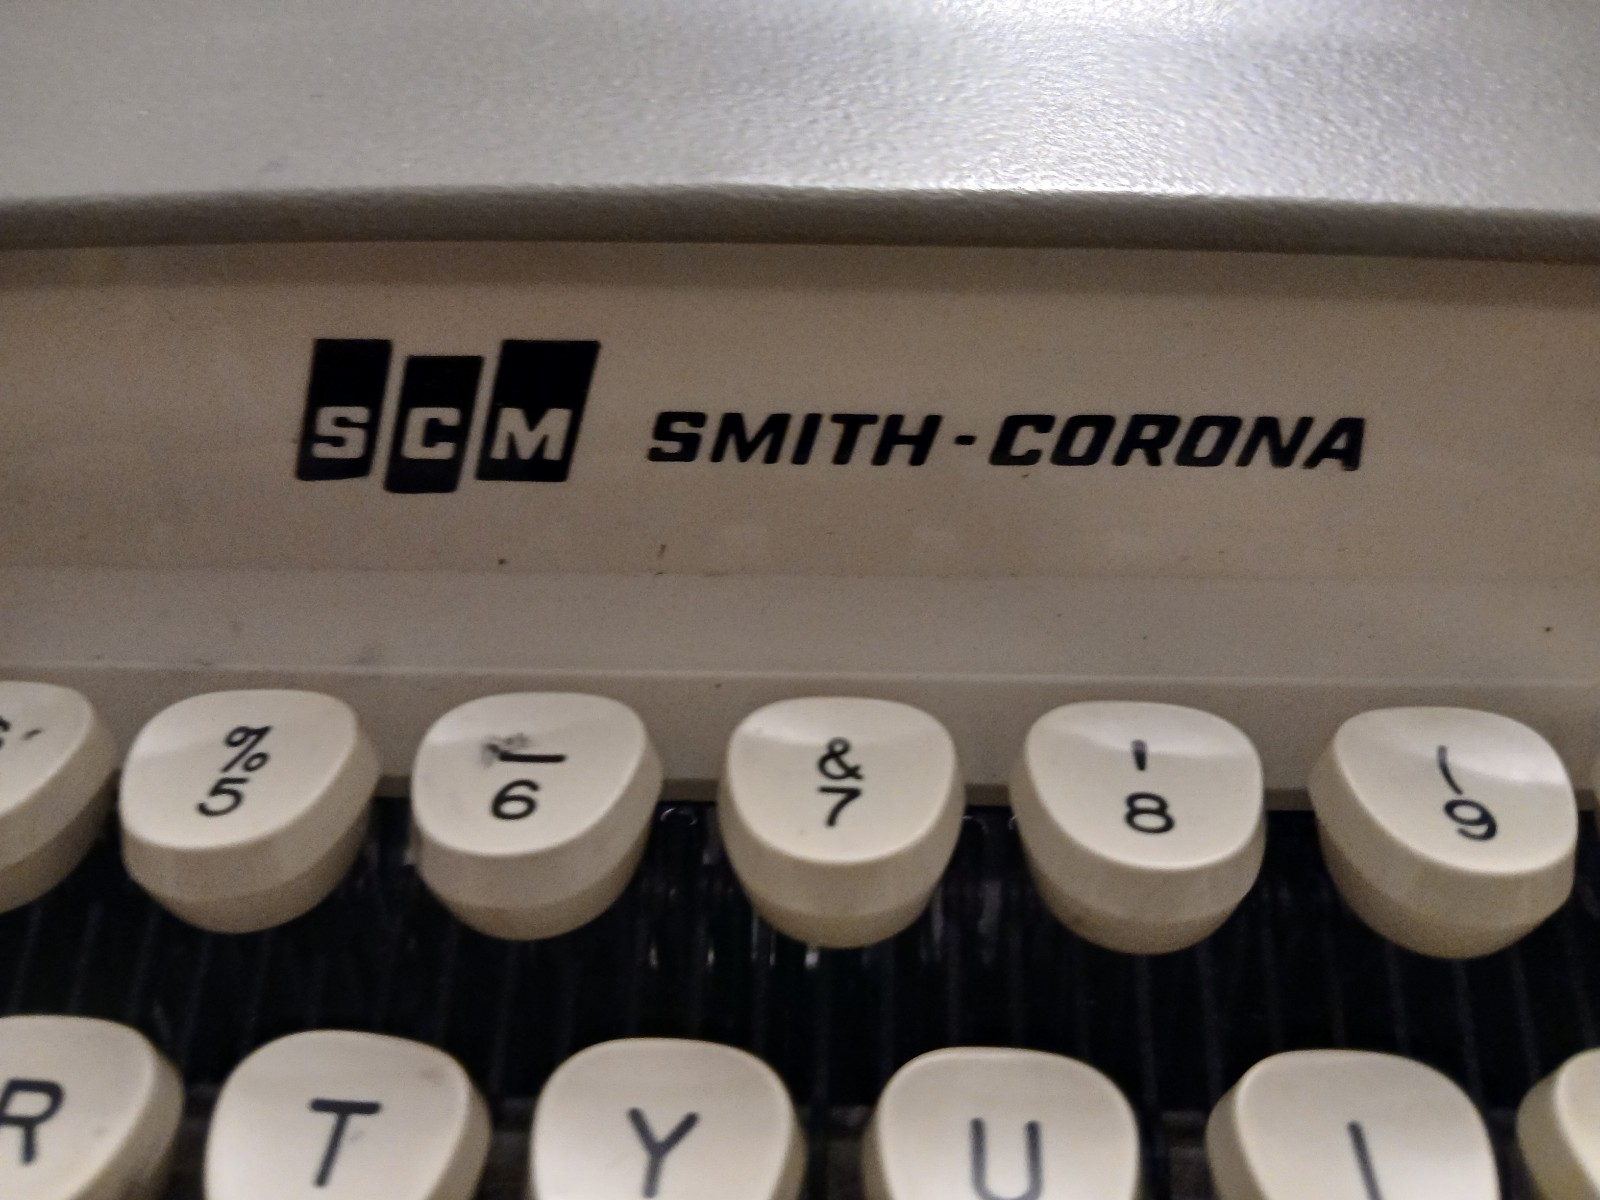 SCM SMITH-CORONA
% _ & ' (
5 6 7 8 9
R T Y U I